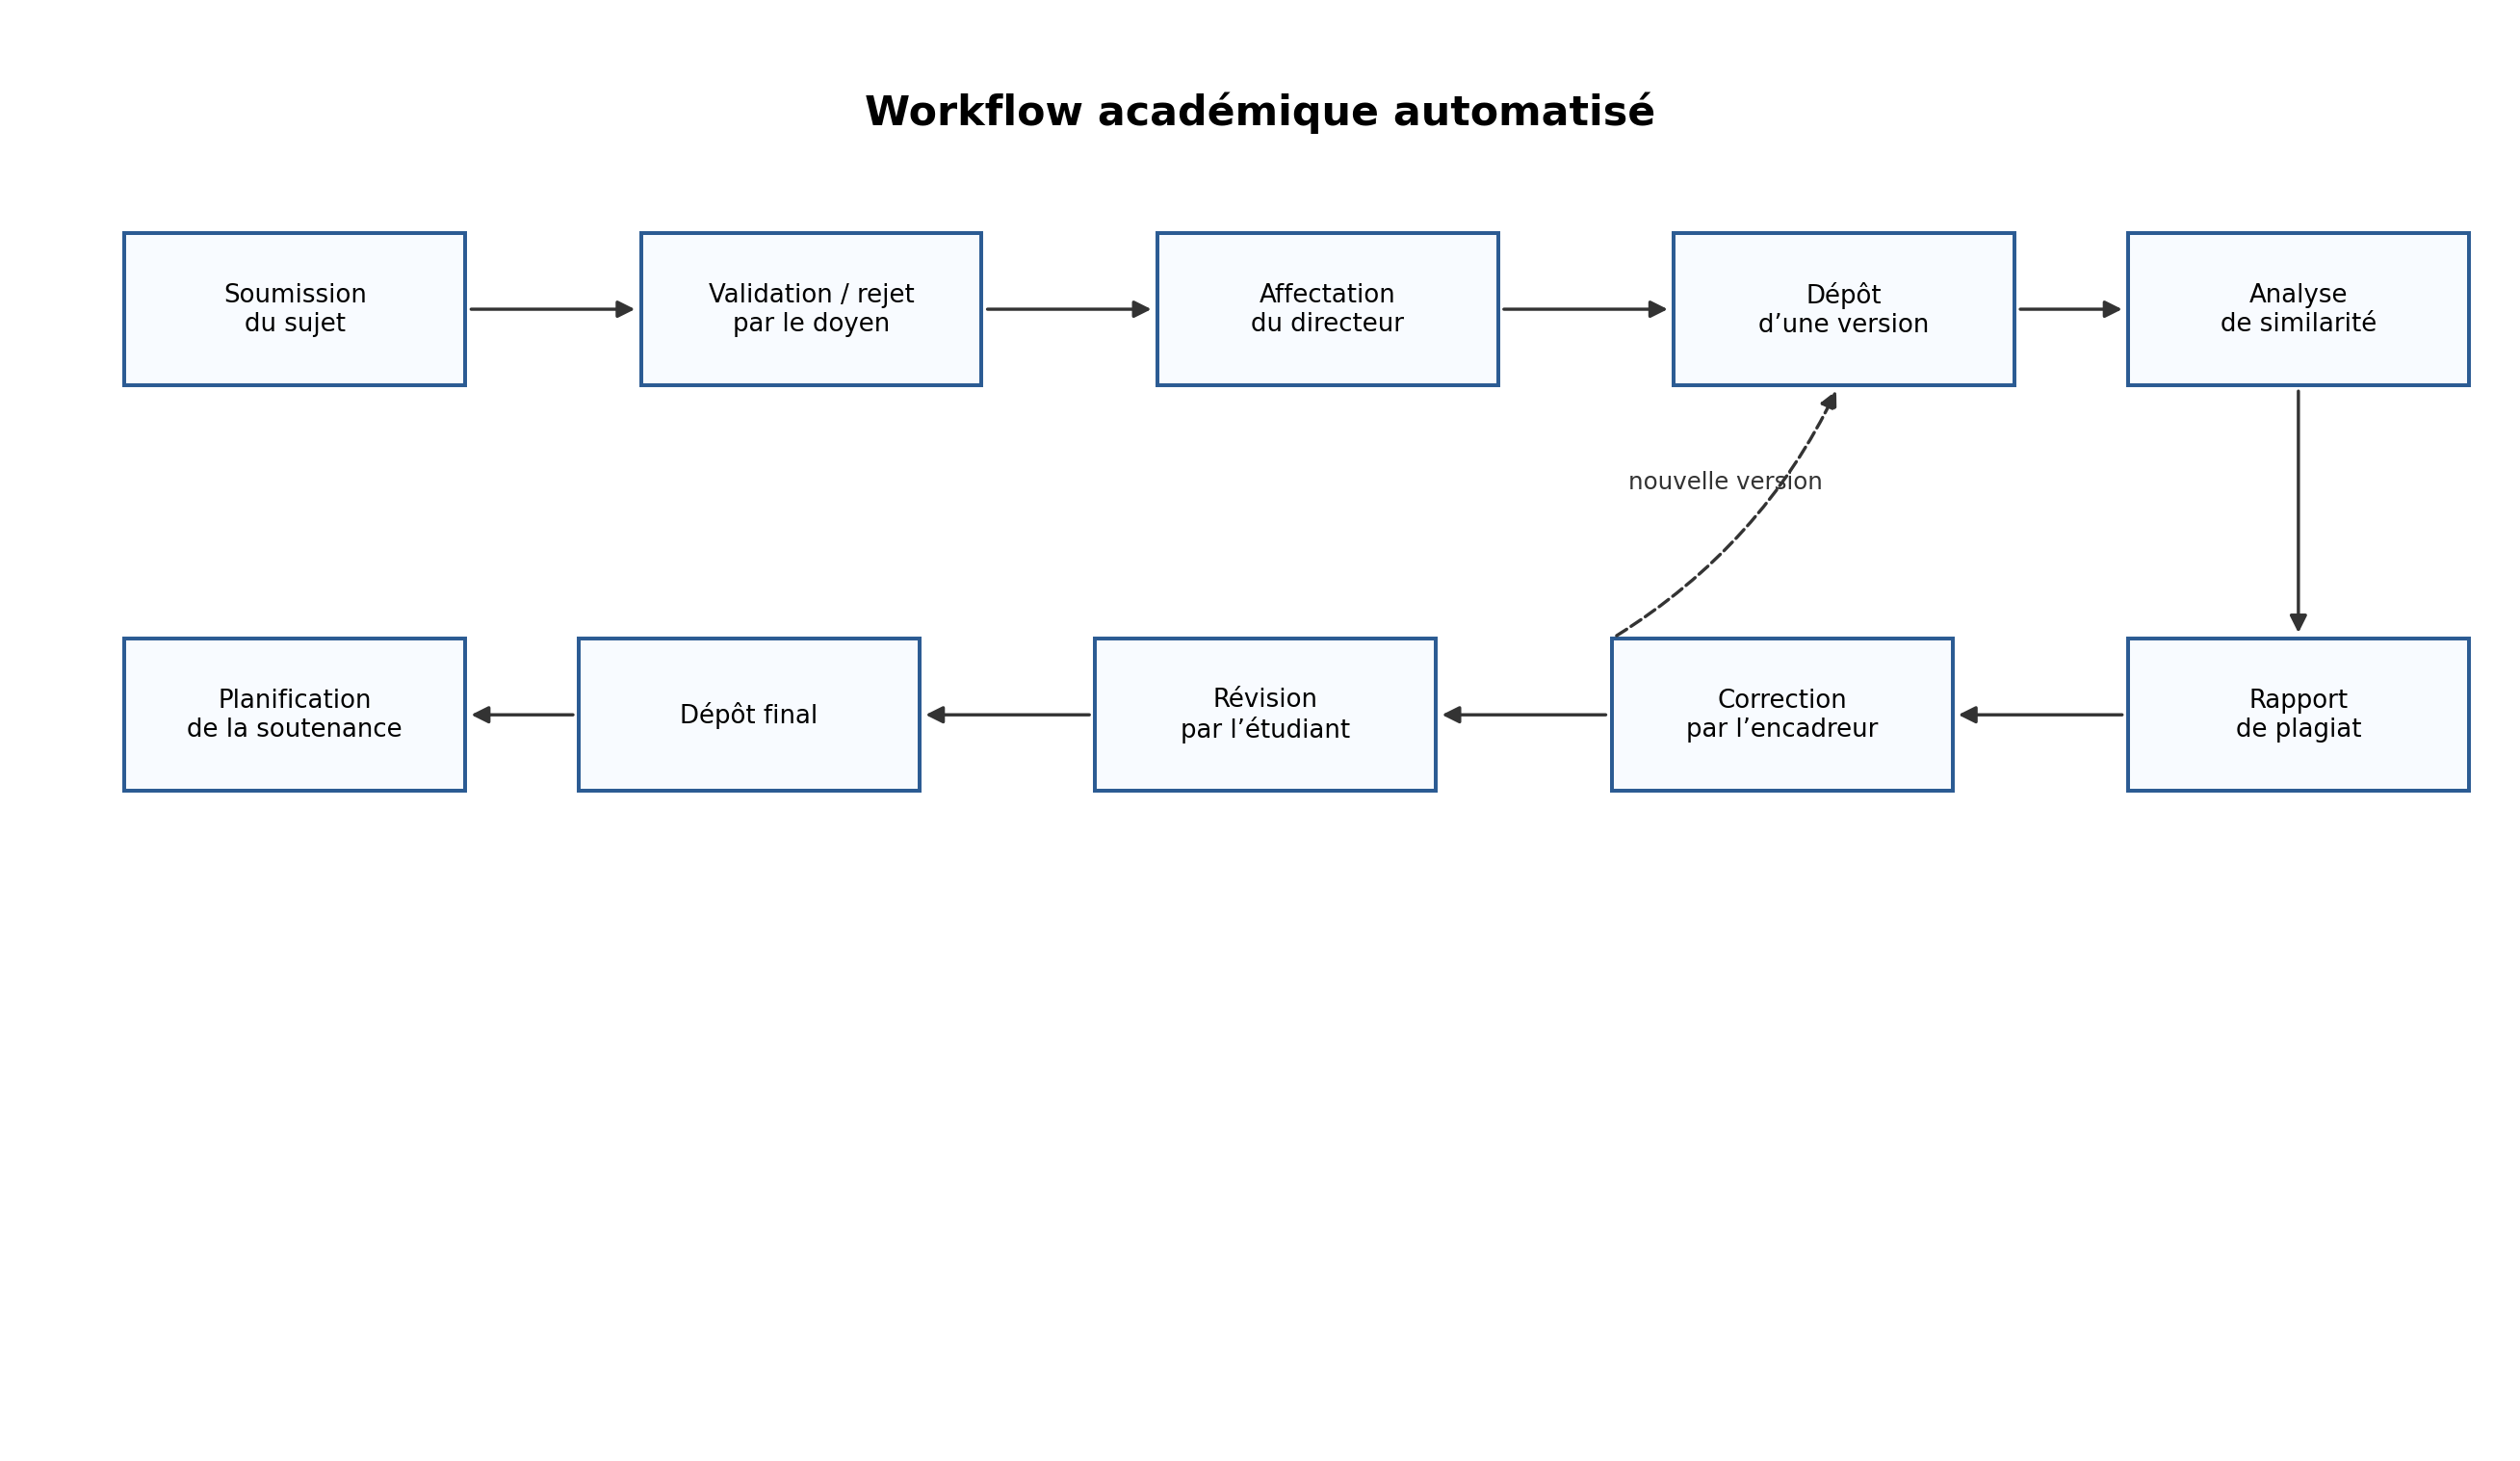 Workflow académique automatisé
Soumission
du sujet
Validation / rejet
par le doyen
Affectation
du directeur
Dépôt
d’une version
Analyse
de similarité
nouvelle version
Planification
de la soutenance
Dépôt final
Révision
par l’étudiant
Correction
par l’encadreur
Rapport
de plagiat